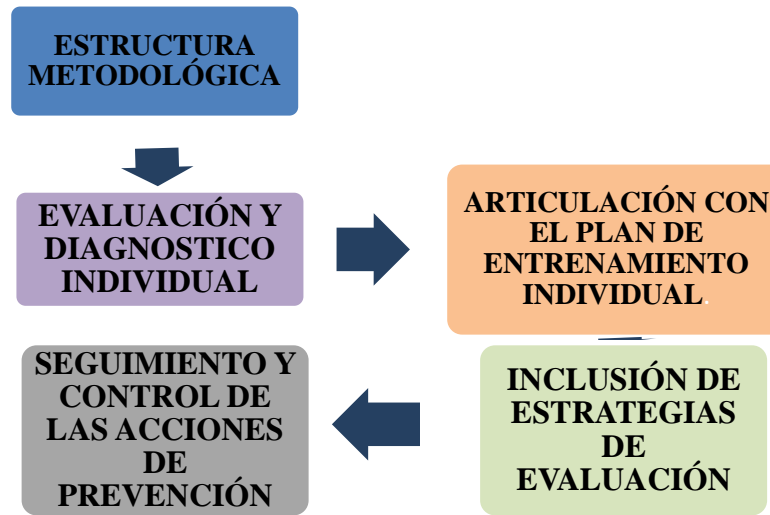 ESTRUCTURA
METODOLÓGICA
EVALUACIÓN Y
DIAGNOSTICO
INDIVIDUAL
ARTICULACIÓN CON
EL PLAN DE
ENTRENAMIENTO
INDIVIDUAL.
INCLUSIÓN DE
ESTRATEGIAS
DE
EVALUACIÓN
SEGUIMIENTO Y
CONTROL DE
LAS ACCIONES
DE
PREVENCIÓN